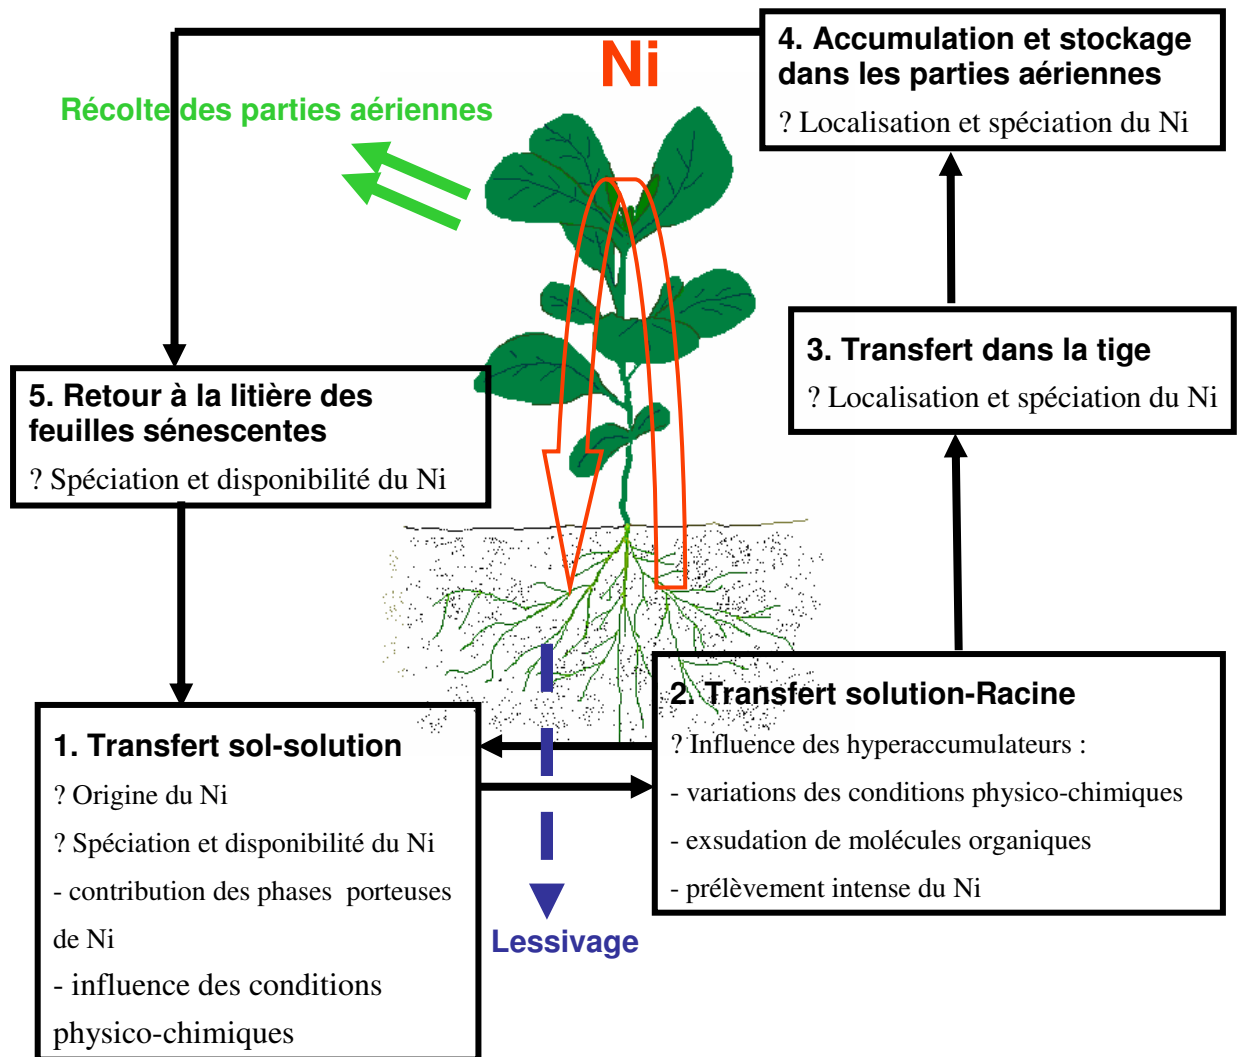 Ni
4. Accumulation et stockage
dans les parties aériennes
? Localisation et spéciation du Ni
Récolte des parties aériennes
3. Transfert dans la tige
? Localisation et spéciation du Ni
5. Retour à la litière des
feuilles sénescentes
? Spéciation et disponibilité du Ni
2. Transfert solution-Racine
? Influence des hyperaccumulateurs :
- variations des conditions physico-chimiques
- exsudation de molécules organiques
- prélèvement intense du Ni
1. Transfert sol-solution
? Origine du Ni
? Spéciation et disponibilité du Ni
- contribution des phases porteuses
de Ni
- influence des conditions
physico-chimiques
Lessivage